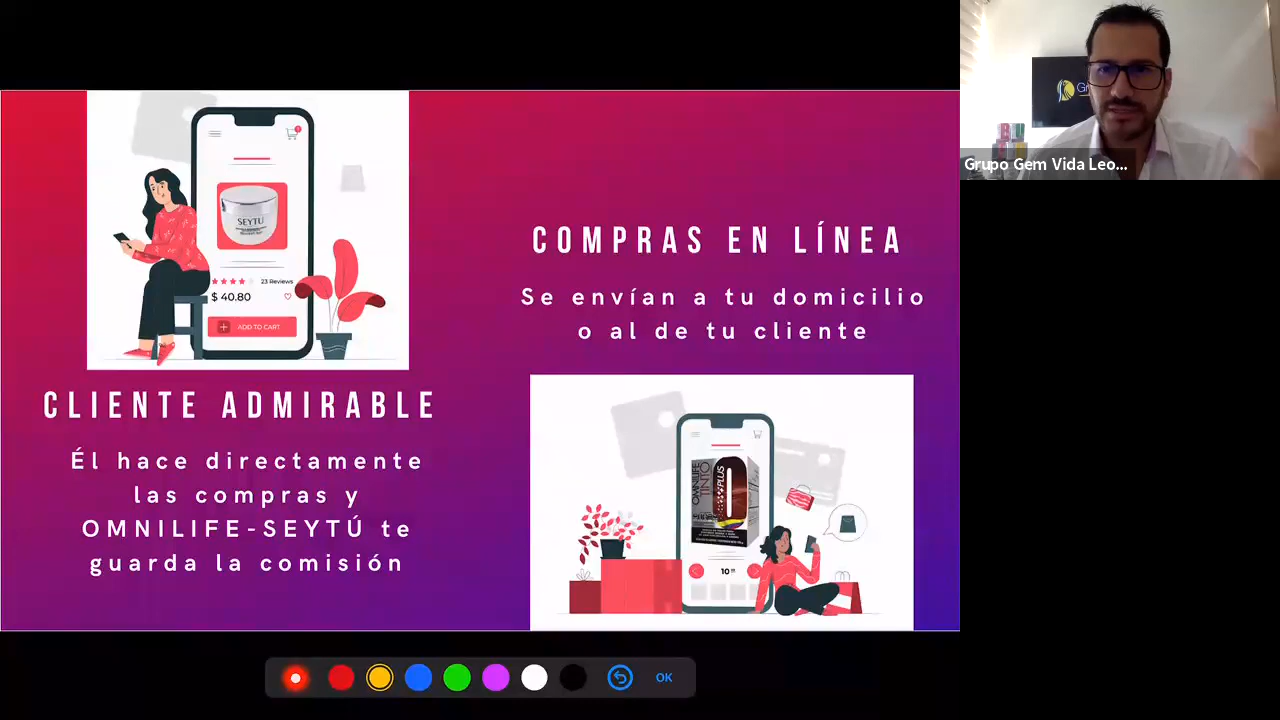 SEYTÚ
23 Reviews
$ 40.80
ADD TO CART
CLIENTE ADMIRABLE
Él hace directamente
las compras y
OMNILIFE-SEYTÚ te
guarda la comisión
COMPRAS EN LÍNEA
Se envían a tu domicilio
o al de tu cliente
OMNILIFE
TINTO
PLUS
10
OK
Grupo Gem Vida Leo...